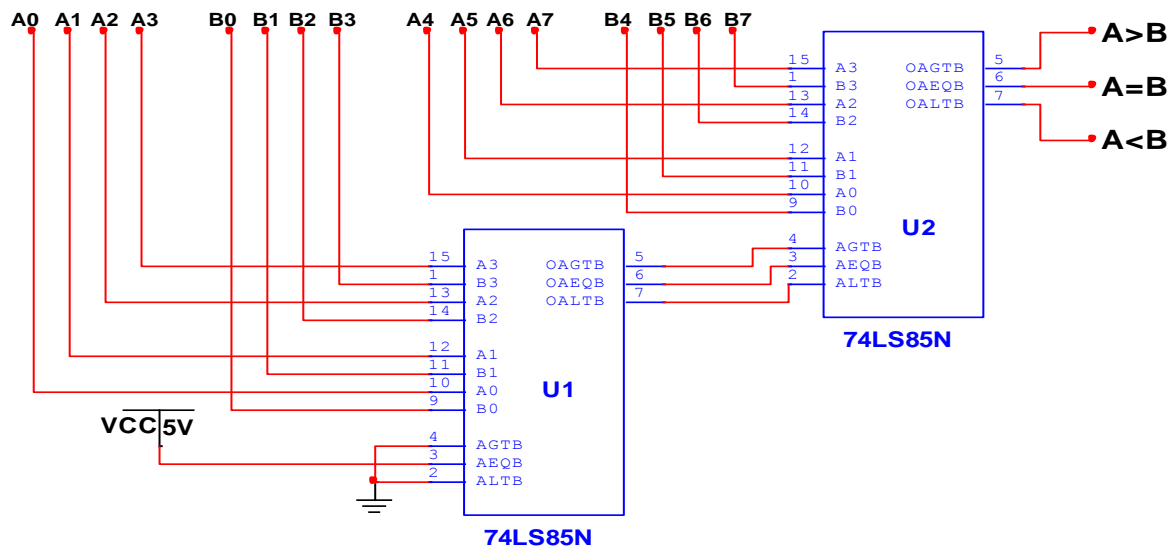 A0 A1 A2 A3 B0 B1 B2 B3 A4 A5 A6 A7 B4 B5 B6 B7
15 A3 OAGTB 5 A>B
1 B3 OAEQB 6 A=B
13 A2 OALTB 7 A<B
14 B2
12 A1
11 B1
10 A0
9 B0
U2
4 AGTB
3 AEQB
2 ALTB
74LS85N
15 A3 OAGTB 5
1 B3 OAEQB 6
13 A2 OALTB 7
14 B2
12 A1
11 B1
10 A0
9 B0
U1
VCC 5V
4 AGTB
3 AEQB
2 ALTB
74LS85N